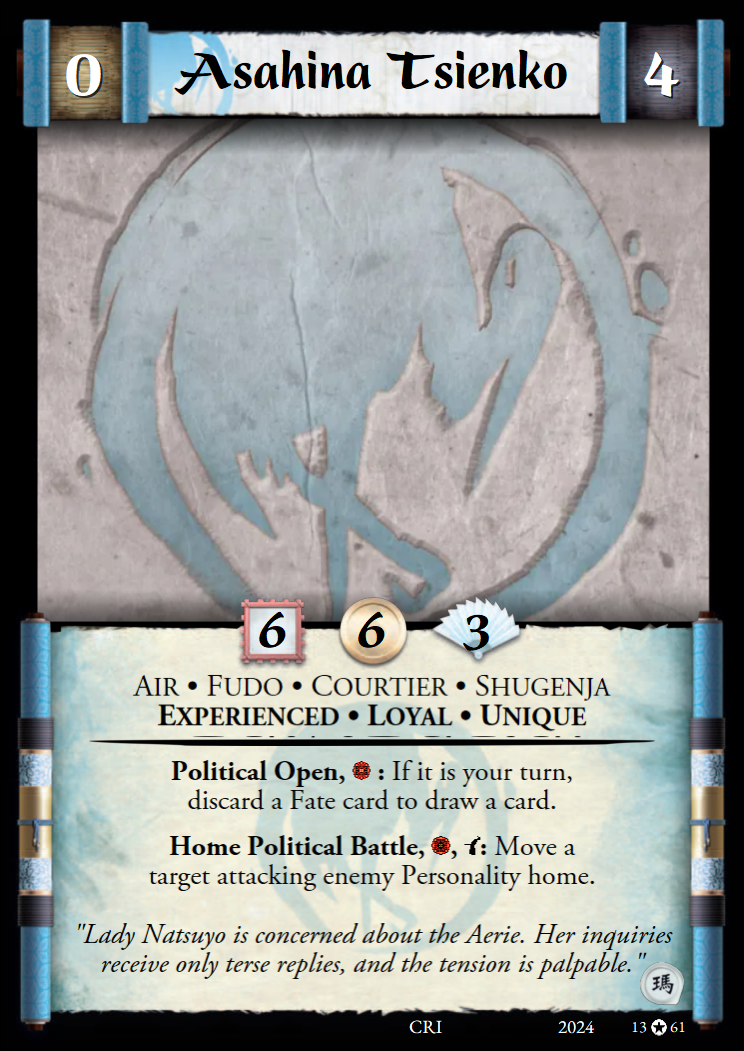 0
Asahina Tsienko
4
6
6
3
AIR • FUDO • COURTIER • SHUGENJA
EXPERIENCED • LOYAL • UNIQUE
Political Open, : If it is your turn,
discard a Fate card to draw a card.
Home Political Battle, , : Move a
target attacking enemy Personality home.
"Lady Natsuyo is concerned about the Aerie. Her inquiries
receive only terse replies, and the tension is palpable."
瑪
CRI 2024 13 61